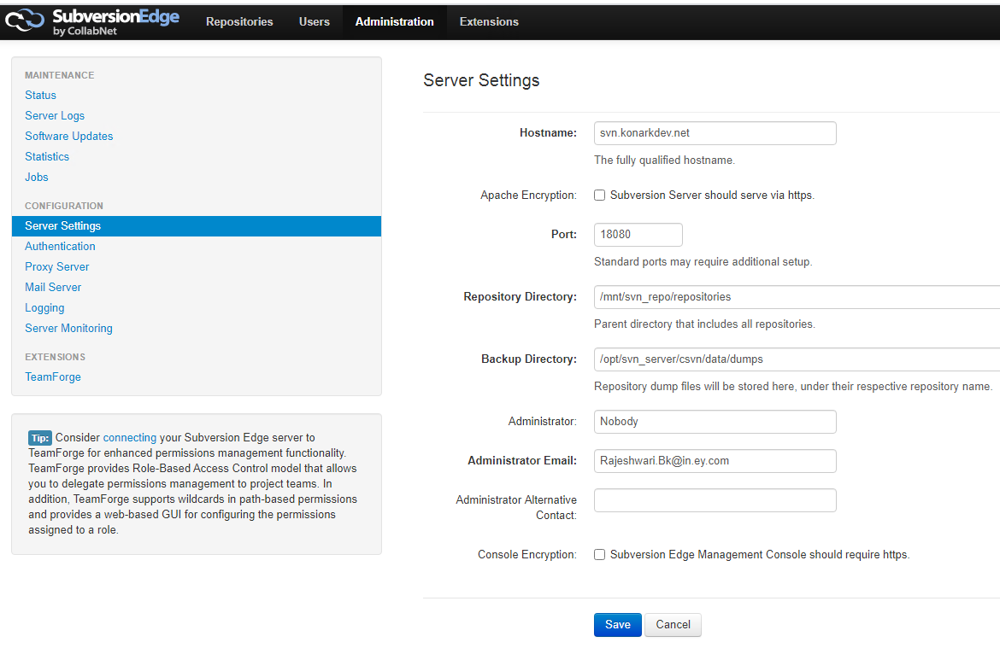 SubversionEdge
by CollabNet
Repositories Users Administration Extensions
MAINTENANCE
Status
Server Logs
Software Updates
Statistics
Jobs
CONFIGURATION
Server Settings
Authentication
Proxy Server
Mail Server
Logging
Server Monitoring
EXTENSIONS
TeamForge
Tip: Consider connecting your Subversion Edge server to
TeamForge for enhanced permissions management functionality.
TeamForge provides Role-Based Access Control model that allows
you to delegate permissions management to project teams. In
addition, TeamForge supports wildcards in path-based permissions
and provides a web-based GUI for configuring the permissions
assigned to a role.
Server Settings
Hostname: svn.konarkdev.net
The fully qualified hostname.
Apache Encryption: Subversion Server should serve via https.
Port: 18080
Standard ports may require additional setup.
Repository Directory: /mnt/svn_repo/repositories
Parent directory that includes all repositories.
Backup Directory: /opt/svn_server/csvn/data/dumps
Repository dump files will be stored here, under their respective repository name.
Administrator: Nobody
Administrator Email: Rajeshwari.Bk@in.ey.com
Administrator Alternative
Contact:
Console Encryption: Subversion Edge Management Console should require https.
Save Cancel